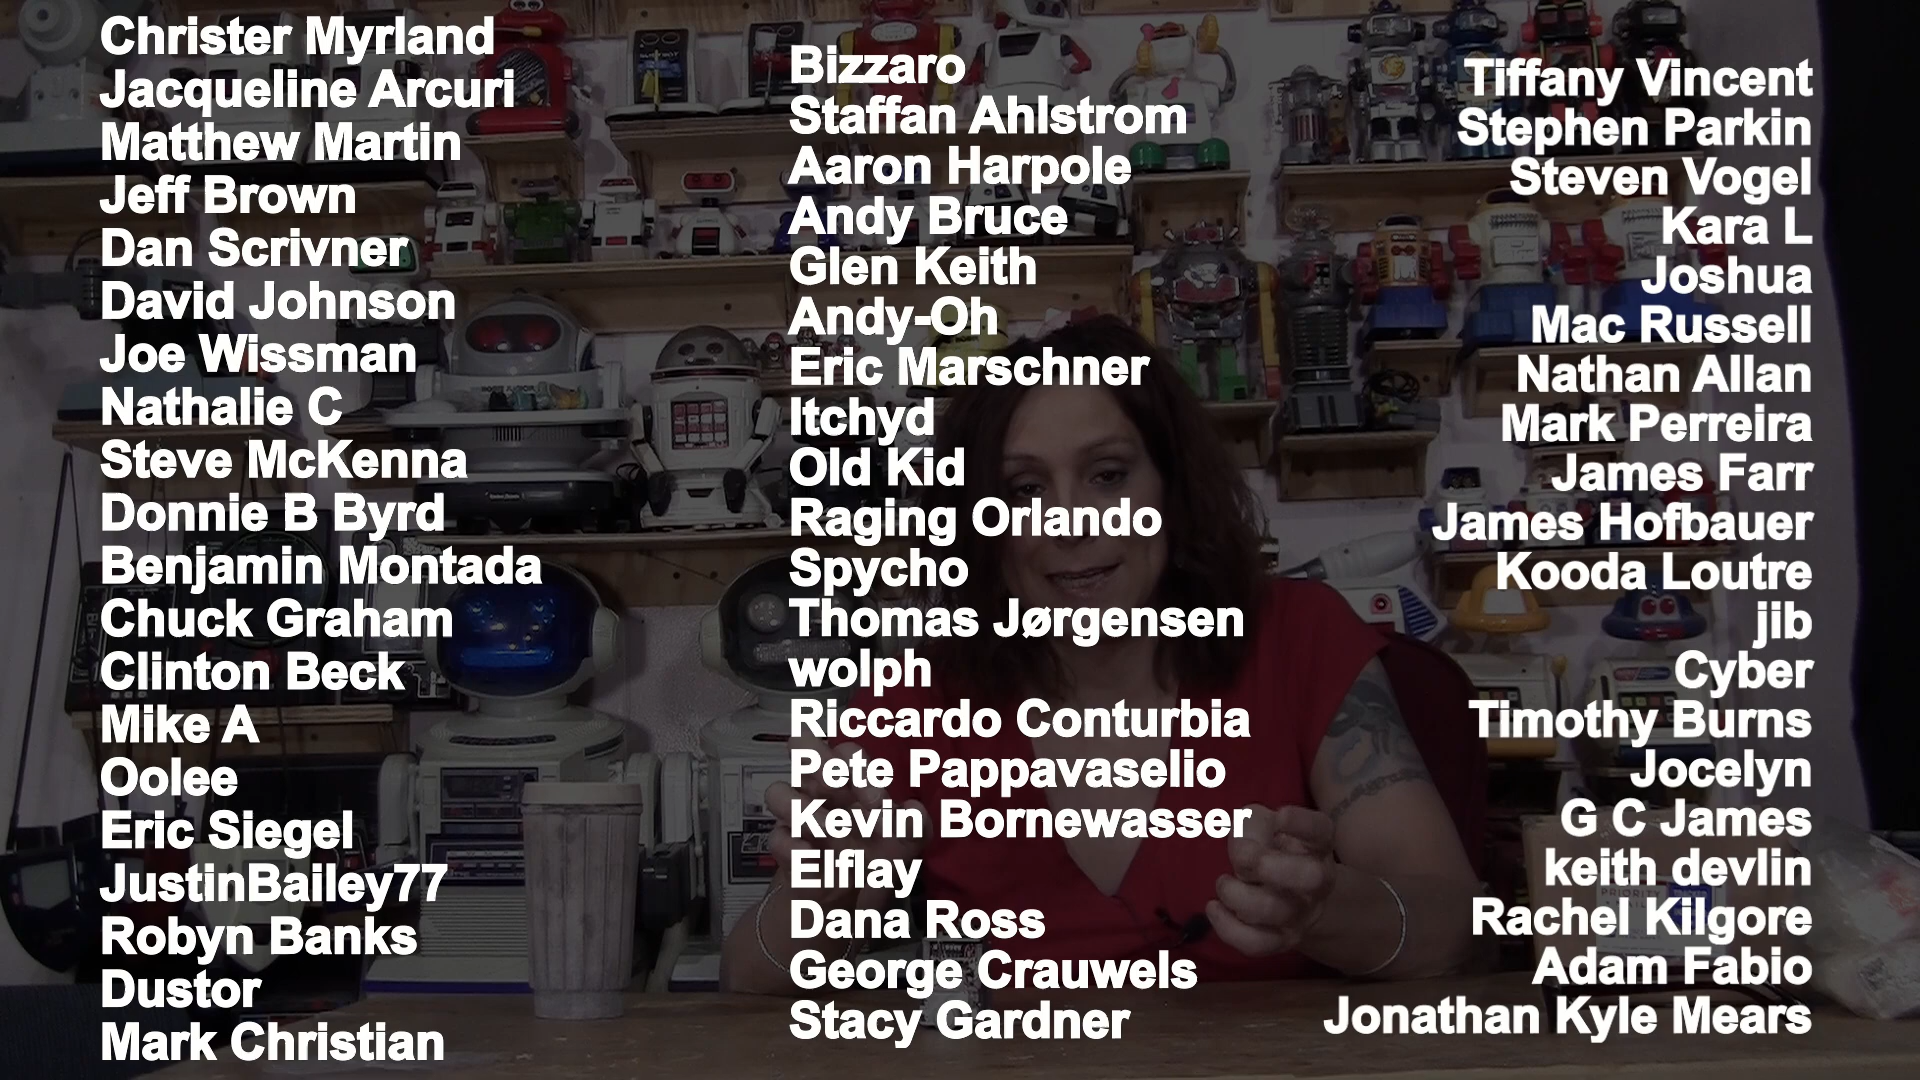 Christer Myrland
Jacqueline Arcuri
Matthew Martin
Jeff Brown
Dan Scrivner
David Johnson
Joe Wissman
Nathalie C
Steve McKenna
Donnie B Byrd
Benjamin Montada
Chuck Graham
Clinton Beck
Mike A
Oolee
Eric Siegel
JustinBailey77
Robyn Banks
Dustor
Mark Christian
Bizzaro
Staffan Ahlstrom
Aaron Harpole
Andy Bruce
Glen Keith
Andy-Oh
Eric Marschner
Itchyd
Old Kid
Raging Orlando
Spycho
Thomas Jørgensen
wolph
Riccardo Conturbia
Pete Pappavaselio
Kevin Bornewasser
Elflay
Dana Ross
George Crauwels
Stacy Gardner
Tiffany Vincent
Stephen Parkin
Steven Vogel
Kara L
Joshua
Mac Russell
Nathan Allan
Mark Perreira
James Farr
James Hofbauer
Kooda Loutre
jib
Cyber
Timothy Burns
Jocelyn
G C James
keith devlin
Rachel Kilgore
Adam Fabio
Jonathan Kyle Mears
PRIORITY